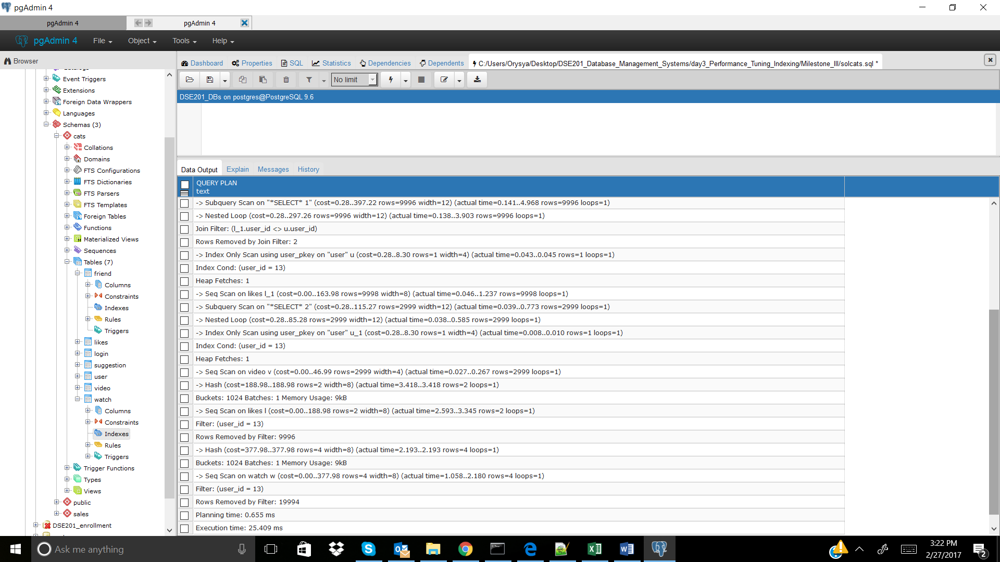 pgAdmin 4
pgAdmin 4
pgAdmin 4
pgAdmin 4
File
Object
Tools
Help
Browser
Dashboard
Properties
SQL
Statistics
Dependencies
Dependents
C:/Users/Orysya/Desktop/DSE201_Database_Management_Systems/day3_Performance_Tuning_Indexing/Milestone_III/solcats.sql *
No limit
DSE201_DBs on postgres@PostgreSQL 9.6
Catalogs
Event Triggers
Extensions
Foreign Data Wrappers
Languages
Schemas (3)
cats
Collations
Domains
FTS Configurations
FTS Dictionaries
FTS Parsers
FTS Templates
Foreign Tables
Functions
Materialized Views
Sequences
Tables (7)
friend
Columns
Constraints
Indexes
Rules
Triggers
likes
login
suggestion
user
video
watch
Columns
Constraints
Indexes
Rules
Triggers
Trigger Functions
Types
Views
public
sales
DSE201_enrollment
Data Output
Explain
Messages
History
QUERY PLAN
text
-> Subquery Scan on "*SELECT* 1" (cost=0.28..397.22 rows=9996 width=12) (actual time=0.141..4.968 rows=9996 loops=1)
-> Nested Loop (cost=0.28..297.26 rows=9996 width=12) (actual time=0.138..3.903 rows=9996 loops=1)
Join Filter: (l_1.user_id <> u.user_id)
Rows Removed by Join Filter: 2
-> Index Only Scan using user_pkey on "user" u (cost=0.28..8.30 rows=1 width=4) (actual time=0.043..0.045 rows=1 loops=1)
Index Cond: (user_id = 13)
Heap Fetches: 1
-> Seq Scan on likes l_1 (cost=0.00..163.98 rows=9998 width=8) (actual time=0.046..1.237 rows=9998 loops=1)
-> Subquery Scan on "*SELECT* 2" (cost=0.28..115.27 rows=2999 width=12) (actual time=0.039..0.773 rows=2999 loops=1)
-> Nested Loop (cost=0.28..85.28 rows=2999 width=12) (actual time=0.038..0.585 rows=2999 loops=1)
-> Index Only Scan using user_pkey on "user" u_1 (cost=0.28..8.30 rows=1 width=4) (actual time=0.008..0.010 rows=1 loops=1)
Index Cond: (user_id = 13)
Heap Fetches: 1
-> Seq Scan on video v (cost=0.00..46.99 rows=2999 width=4) (actual time=0.027..0.267 rows=2999 loops=1)
-> Hash (cost=188.98..188.98 rows=2 width=8) (actual time=3.418..3.418 rows=2 loops=1)
Buckets: 1024 Batches: 1 Memory Usage: 9kB
-> Seq Scan on likes l (cost=0.00..188.98 rows=2 width=8) (actual time=2.593..3.345 rows=2 loops=1)
Filter: (user_id = 13)
Rows Removed by Filter: 9996
-> Hash (cost=377.98..377.98 rows=4 width=8) (actual time=2.193..2.193 rows=4 loops=1)
Buckets: 1024 Batches: 1 Memory Usage: 9kB
-> Seq Scan on watch w (cost=0.00..377.98 rows=4 width=8) (actual time=1.058..2.180 rows=4 loops=1)
Filter: (user_id = 13)
Rows Removed by Filter: 19994
Planning time: 0.655 ms
Execution time: 25.409 ms
Ask me anything
3:22 PM
2/27/2017
2